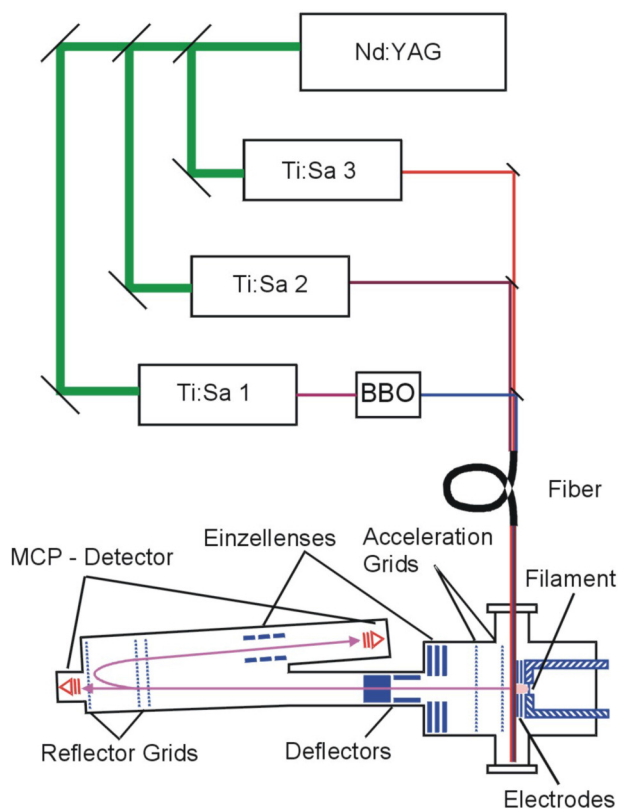 Nd:YAG
Ti:Sa 3
Ti:Sa 2
Ti:Sa 1
BBO
Fiber
Einzellenses
Acceleration
Grids
MCP - Detector
Filament
Reflector Grids
Deflectors
Electrodes